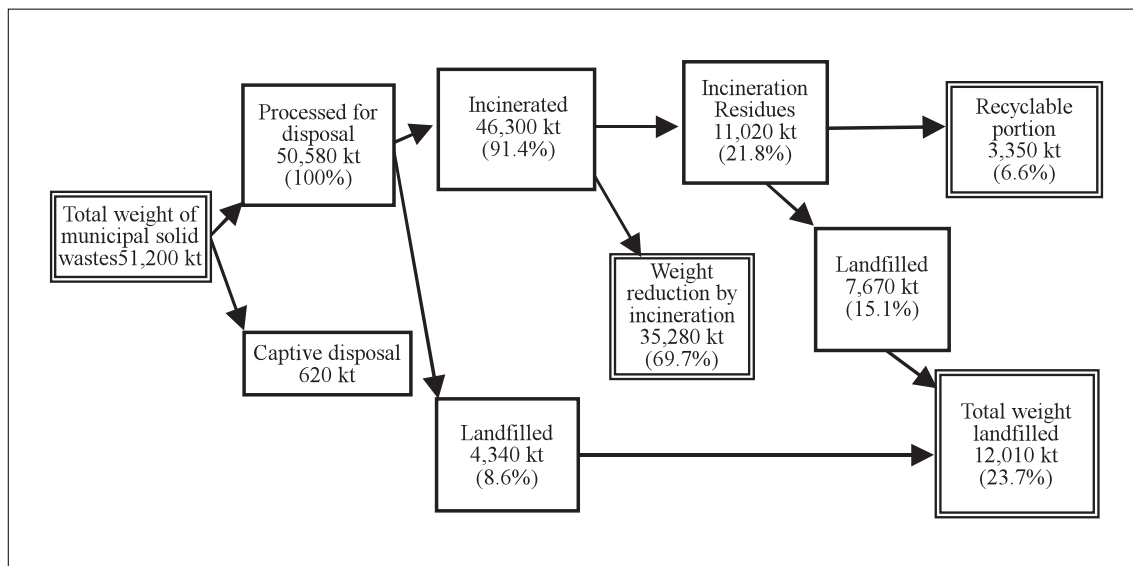 Total weight of
municipal solid
wastes51,200 kt
Processed for
disposal
50,580 kt
(100%)
Captive disposal
620 kt
Incinerated
46,300 kt
(91.4%)
Landfilled
4,340 kt
(8.6%)
Weight
reduction by
incineration
35,280 kt
(69.7%)
Incineration
Residues
11,020 kt
(21.8%)
Landfilled
7,670 kt
(15.1%)
Recyclable
portion
3,350 kt
(6.6%)
Total weight
landfilled
12,010 kt
(23.7%)